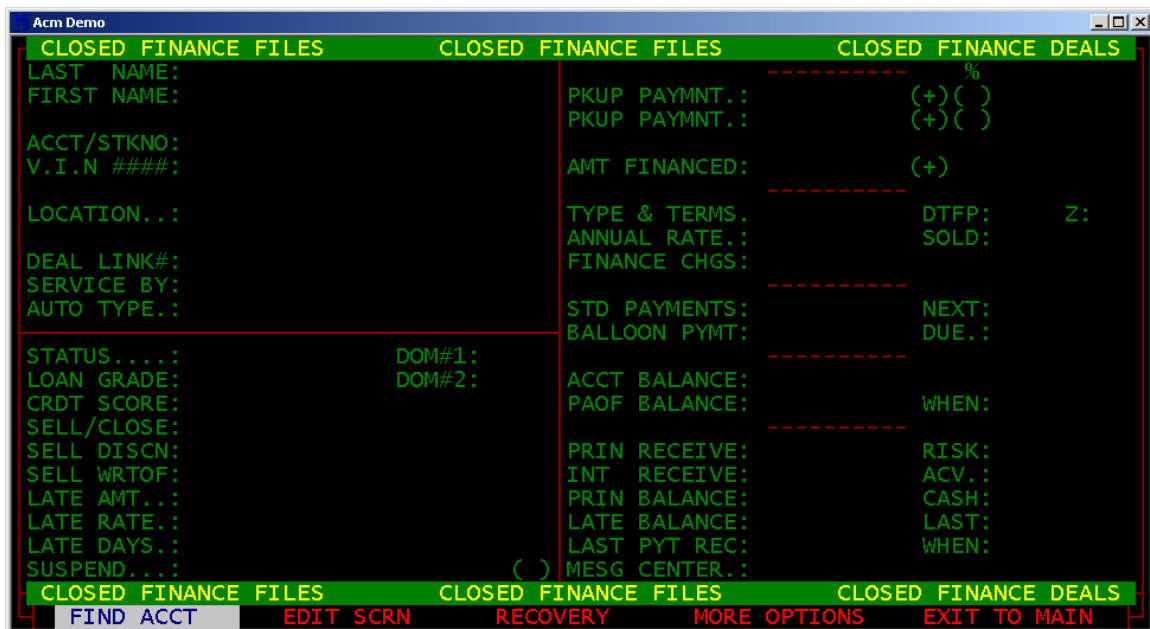 Acm Demo
CLOSED FINANCE FILES CLOSED FINANCE FILES CLOSED FINANCE DEALS
LAST NAME: ---------- %
FIRST NAME: PKUP PAYMNT.: (+)( )
PKUP PAYMNT.: (+)( )
ACCT/STKNO:
V.I.N ####: AMT FINANCED: (+)
----------
LOCATION..: TYPE & TERMS. DTFP: Z:
ANNUAL RATE.: SOLD:
DEAL LINK#: FINANCE CHGS:
SERVICE BY: ----------
AUTO TYPE.: STD PAYMENTS: NEXT:
BALLOON PYMT: DUE.:
STATUS....: DOM#1: ----------
LOAN GRADE: DOM#2: ACCT BALANCE:
CRDT SCORE: PAOF BALANCE: WHEN:
SELL/CLOSE: ----------
SELL DISCN: PRIN RECEIVE: RISK:
SELL WRTOF: INT RECEIVE: ACV.:
LATE AMT..: PRIN BALANCE: CASH:
LATE RATE.: LATE BALANCE: LAST:
LATE DAYS.: LAST PYT REC: WHEN:
SUSPEND...: ( ) MESG CENTER.:
CLOSED FINANCE FILES CLOSED FINANCE FILES CLOSED FINANCE DEALS
FIND ACCT EDIT SCRN RECOVERY MORE OPTIONS EXIT TO MAIN